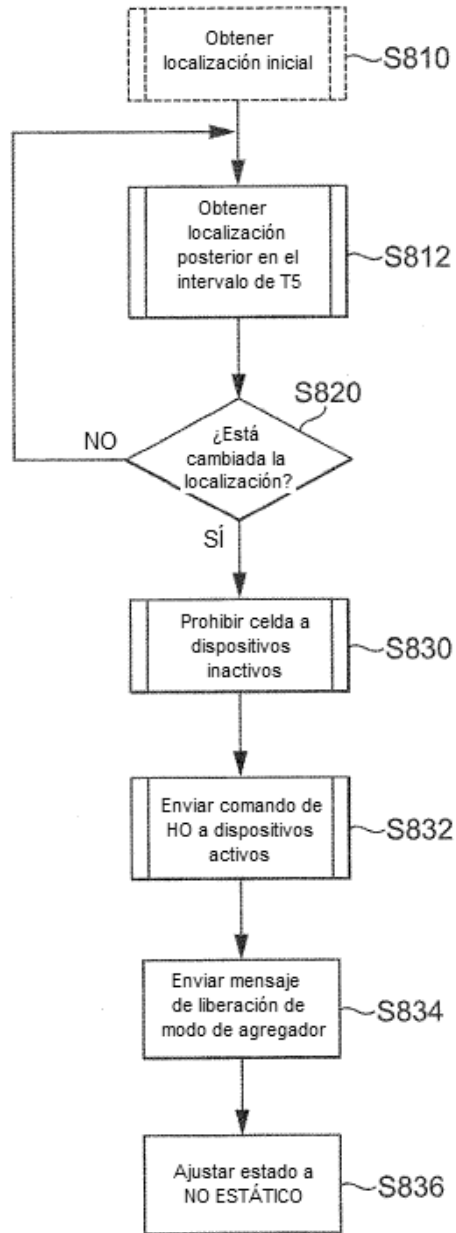 Obtener
localización inicial
S810
Obtener
localización
posterior en el
intervalo de T5
S812
S820
NO
¿Está
cambiada la
localización?
SÍ
Prohibir celda a
dispositivos
inactivos
S830
Enviar comando de
HO a dispositivos
activos
S832
Enviar mensaje
de liberación de
modo de agregador
S834
Ajustar estado a
NO ESTÁTICO
S836